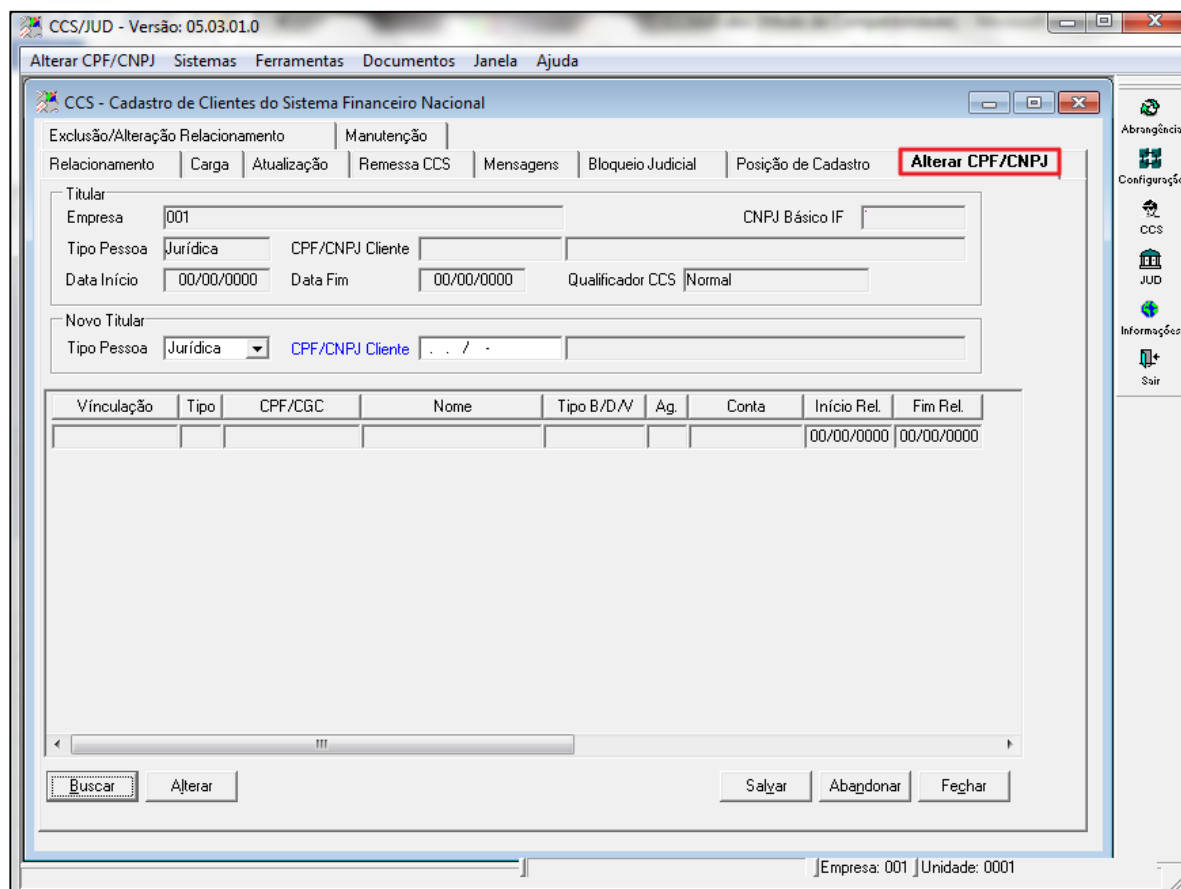 CCS/JUD - Versão: 05.03.01.0
Alterar CPF/CNPJ Sistemas Ferramentas Documentos Janela Ajuda
CCS - Cadastro de Clientes do Sistema Financeiro Nacional
Exclusão/Alteração Relacionamento Manutenção
Relacionamento Carga Atualização Remessa CCS Mensagens Bloqueio Judicial Posição de Cadastro Alterar CPF/CNPJ
Titular
Empresa 001 CNPJ Básico IF
Tipo Pessoa Jurídica CPF/CNPJ Cliente
Data Início 00/00/0000 Data Fim 00/00/0000 Qualificador CCS Normal
Novo Titular
Tipo Pessoa Jurídica CPF/CNPJ Cliente . . / -
Vínculação Tipo CPF/CGC Nome Tipo B/D/V Ag. Conta Início Rel. Fim Rel.
00/00/0000 00/00/0000
Buscar Alterar Salvar Abandonar Fechar
Empresa: 001 Unidade: 0001
Abrangência
Configuraçã
CCS
JUD
Informações
Sair